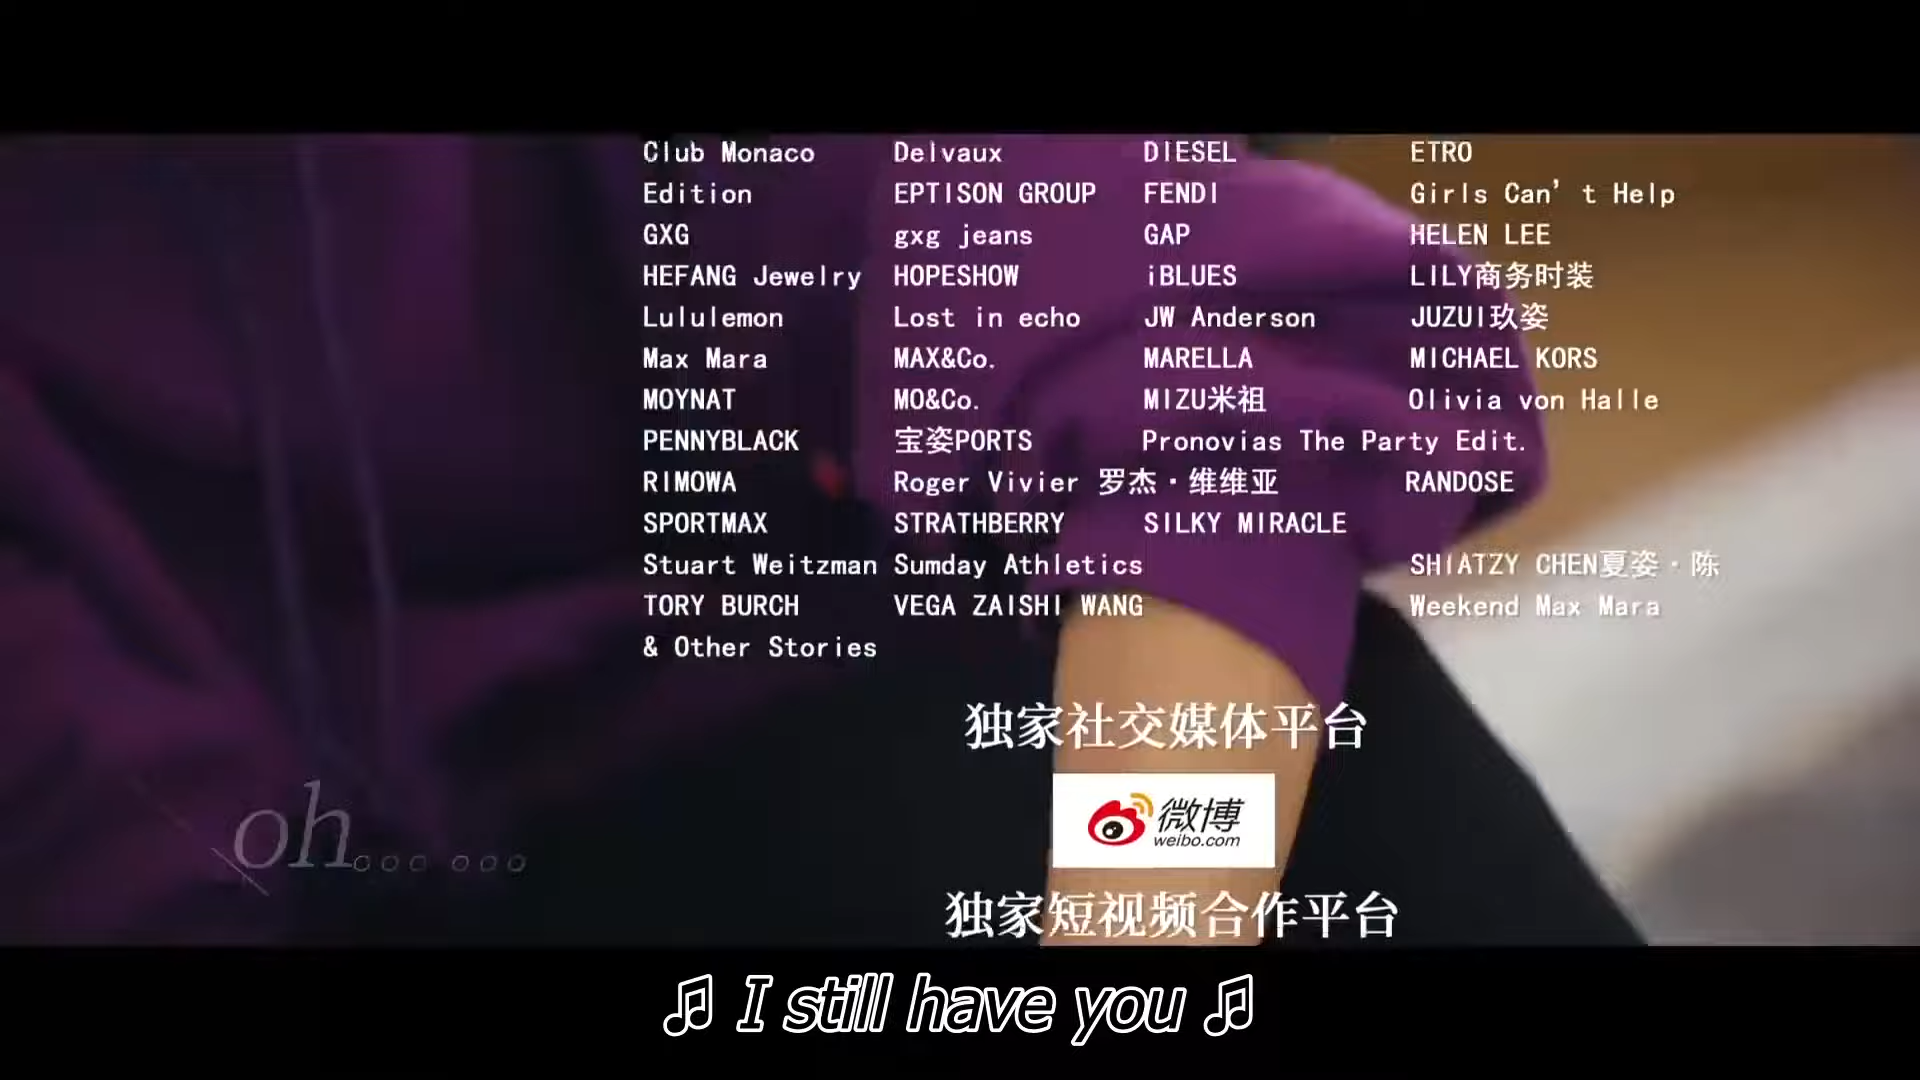 Club Monaco Delvaux DIESEL ETRO
Edition EPTISON GROUP FENDI Girls Can't Help
GXG gxg jeans GAP HELEN LEE
HEFANG Jewelry HOPESHOW iBLUES LILY商务时装
Lululemon Lost in echo JW Anderson JUZUI玖姿
Max Mara MAX&Co. MARELLA MICHAEL KORS
MOYNAT MO&Co. MIZU米祖 Olivia von Halle
PENNYBLACK 宝姿PORTS Pronovias The Party Edit.
RIMOWA Roger Vivier 罗杰·维维亚 RANDOSE
SPORTMAX STRATHBERRY SILKY MIRACLE
Stuart Weitzman Sumday Athletics SHIATZY CHEN夏姿·陈
TORY BURCH VEGA ZAISHI WANG Weekend Max Mara
& Other Stories
独家社交媒体平台
微博
weibo.com
oh... ...
独家短视频合作平台
♫ I still have you ♫